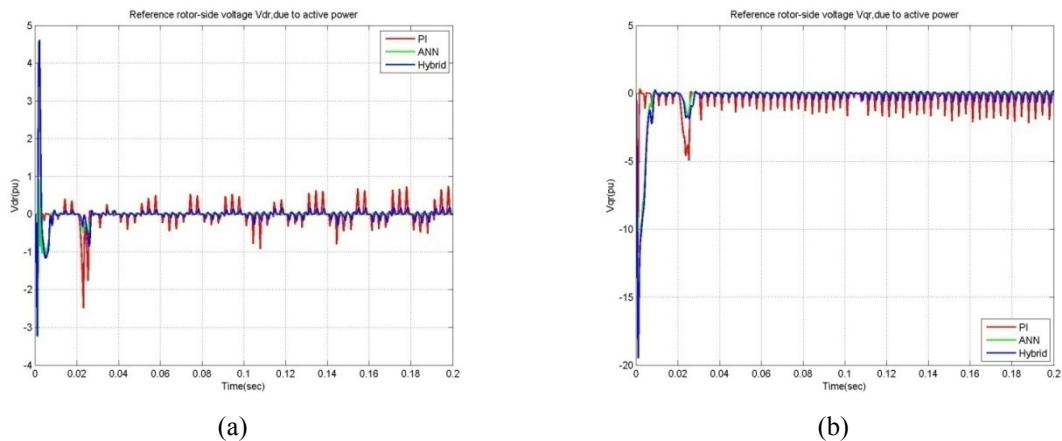 Reference rotor-side voltage Vdr,due to active power
5
4
3
2
1
0
-1
-2
-3
-4
Vdr(pu)
PI
ANN
Hybrid
0 0.02 0.04 0.06 0.08 0.1 0.12 0.14 0.16 0.18 0.2
Time(sec)
(a)
Reference rotor-side voltage Vqr,due to active power
5
0
-5
-10
-15
-20
Vqr(pu)
PI
ANN
Hybrid
0 0.02 0.04 0.06 0.08 0.1 0.12 0.14 0.16 0.18 0.2
Time(sec)
(b)